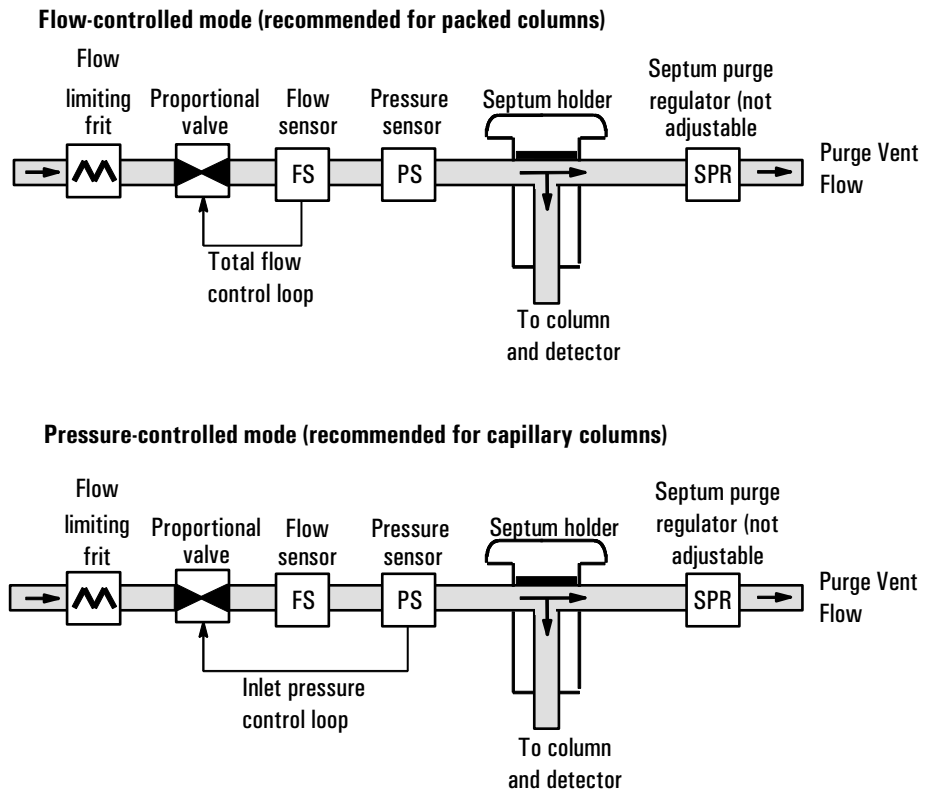 Flow-controlled mode (recommended for packed columns)
Flow
limiting
frit
Proportional
valve
Flow
sensor
Pressure
sensor
Septum holder
Septum purge
regulator (not
adjustable
FS
PS
SPR
Purge Vent
Flow
Total flow
control loop
To column
and detector
Pressure-controlled mode (recommended for capillary columns)
Flow
limiting
frit
Proportional
valve
Flow
sensor
Pressure
sensor
Septum holder
Septum purge
regulator (not
adjustable
FS
PS
SPR
Purge Vent
Flow
Inlet pressure
control loop
To column
and detector